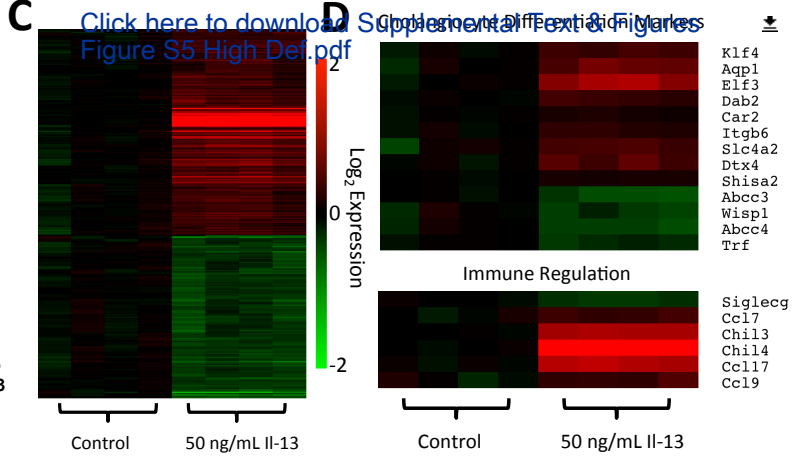 C
Click here to download Supplemental Text & Figures
Figure S5 High Def.pdf
D
Cholangiocyte Differentiation Markers
2
0
-2
Log2 Expression
Control
50 ng/mL Il-13
Klf4
Aqp1
Elf3
Dab2
Car2
Itgb6
Slc4a2
Dtx4
Shisa2
Abcc3
Wisp1
Abcc4
Trf
Immune Regulation
Siglecg
Ccl7
Chil3
Chil4
Ccl17
Ccl9
Control
50 ng/mL Il-13